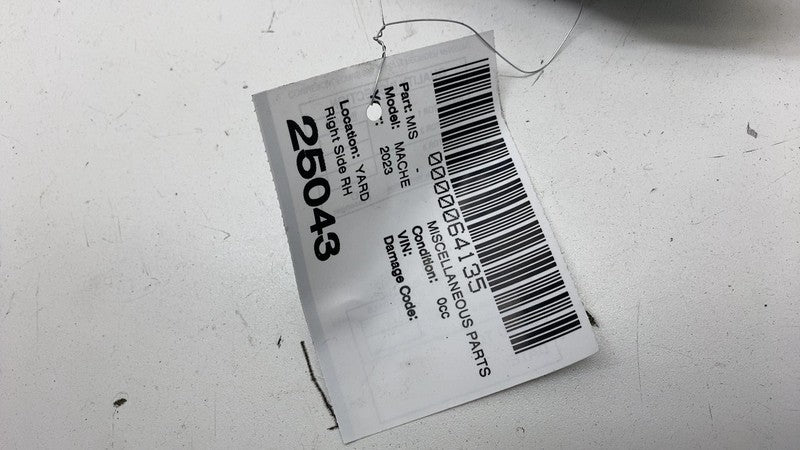 0000064135
Part: MIS - MISCELLANEOUS PARTS
Model: MACHE Condition: 0cc
2023 VIN:
Damage Code:
Location: YARD
Right Side RH
25043